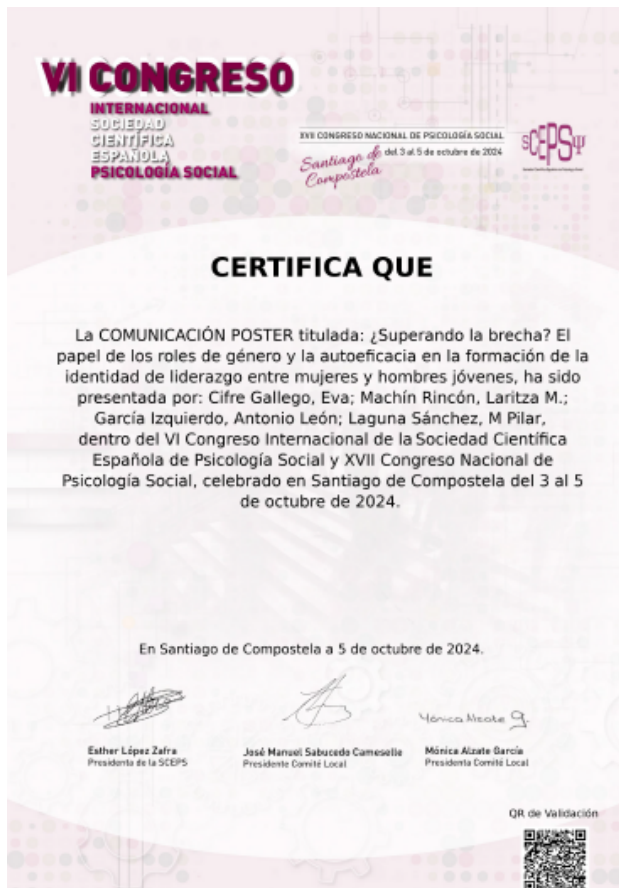 VI CONGRESO
INTERNACIONAL
SOCIEDAD
CIENTÍFICA
ESPAÑOLA
PSICOLOGÍA SOCIAL
XVII CONGRESO NACIONAL DE PSICOLOGÍA SOCIAL
Santiago de Compostela
del 3 al 5 de octubre de 2024
SCEPS
CERTIFICA QUE
La COMUNICACIÓN POSTER titulada: ¿Superando la brecha? El
papel de los roles de género y la autoeficacia en la formación de la
identidad de liderazgo entre mujeres y hombres jóvenes, ha sido
presentada por: Cifre Gallego, Eva; Machín Rincón, Laritza M.;
García Izquierdo, Antonio León; Laguna Sánchez, M Pilar,
dentro del VI Congreso Internacional de la Sociedad Científica
Española de Psicología Social y XVII Congreso Nacional de
Psicología Social, celebrado en Santiago de Compostela del 3 al 5
de octubre de 2024.
En Santiago de Compostela a 5 de octubre de 2024.
Mónica Alzate G.
Esther López Zafra
Presidenta de la SCEPS
José Manuel Sabucedo Cameselle
Presidente Comité Local
Mónica Alzate García
Presidenta Comité Local
QR de Validación